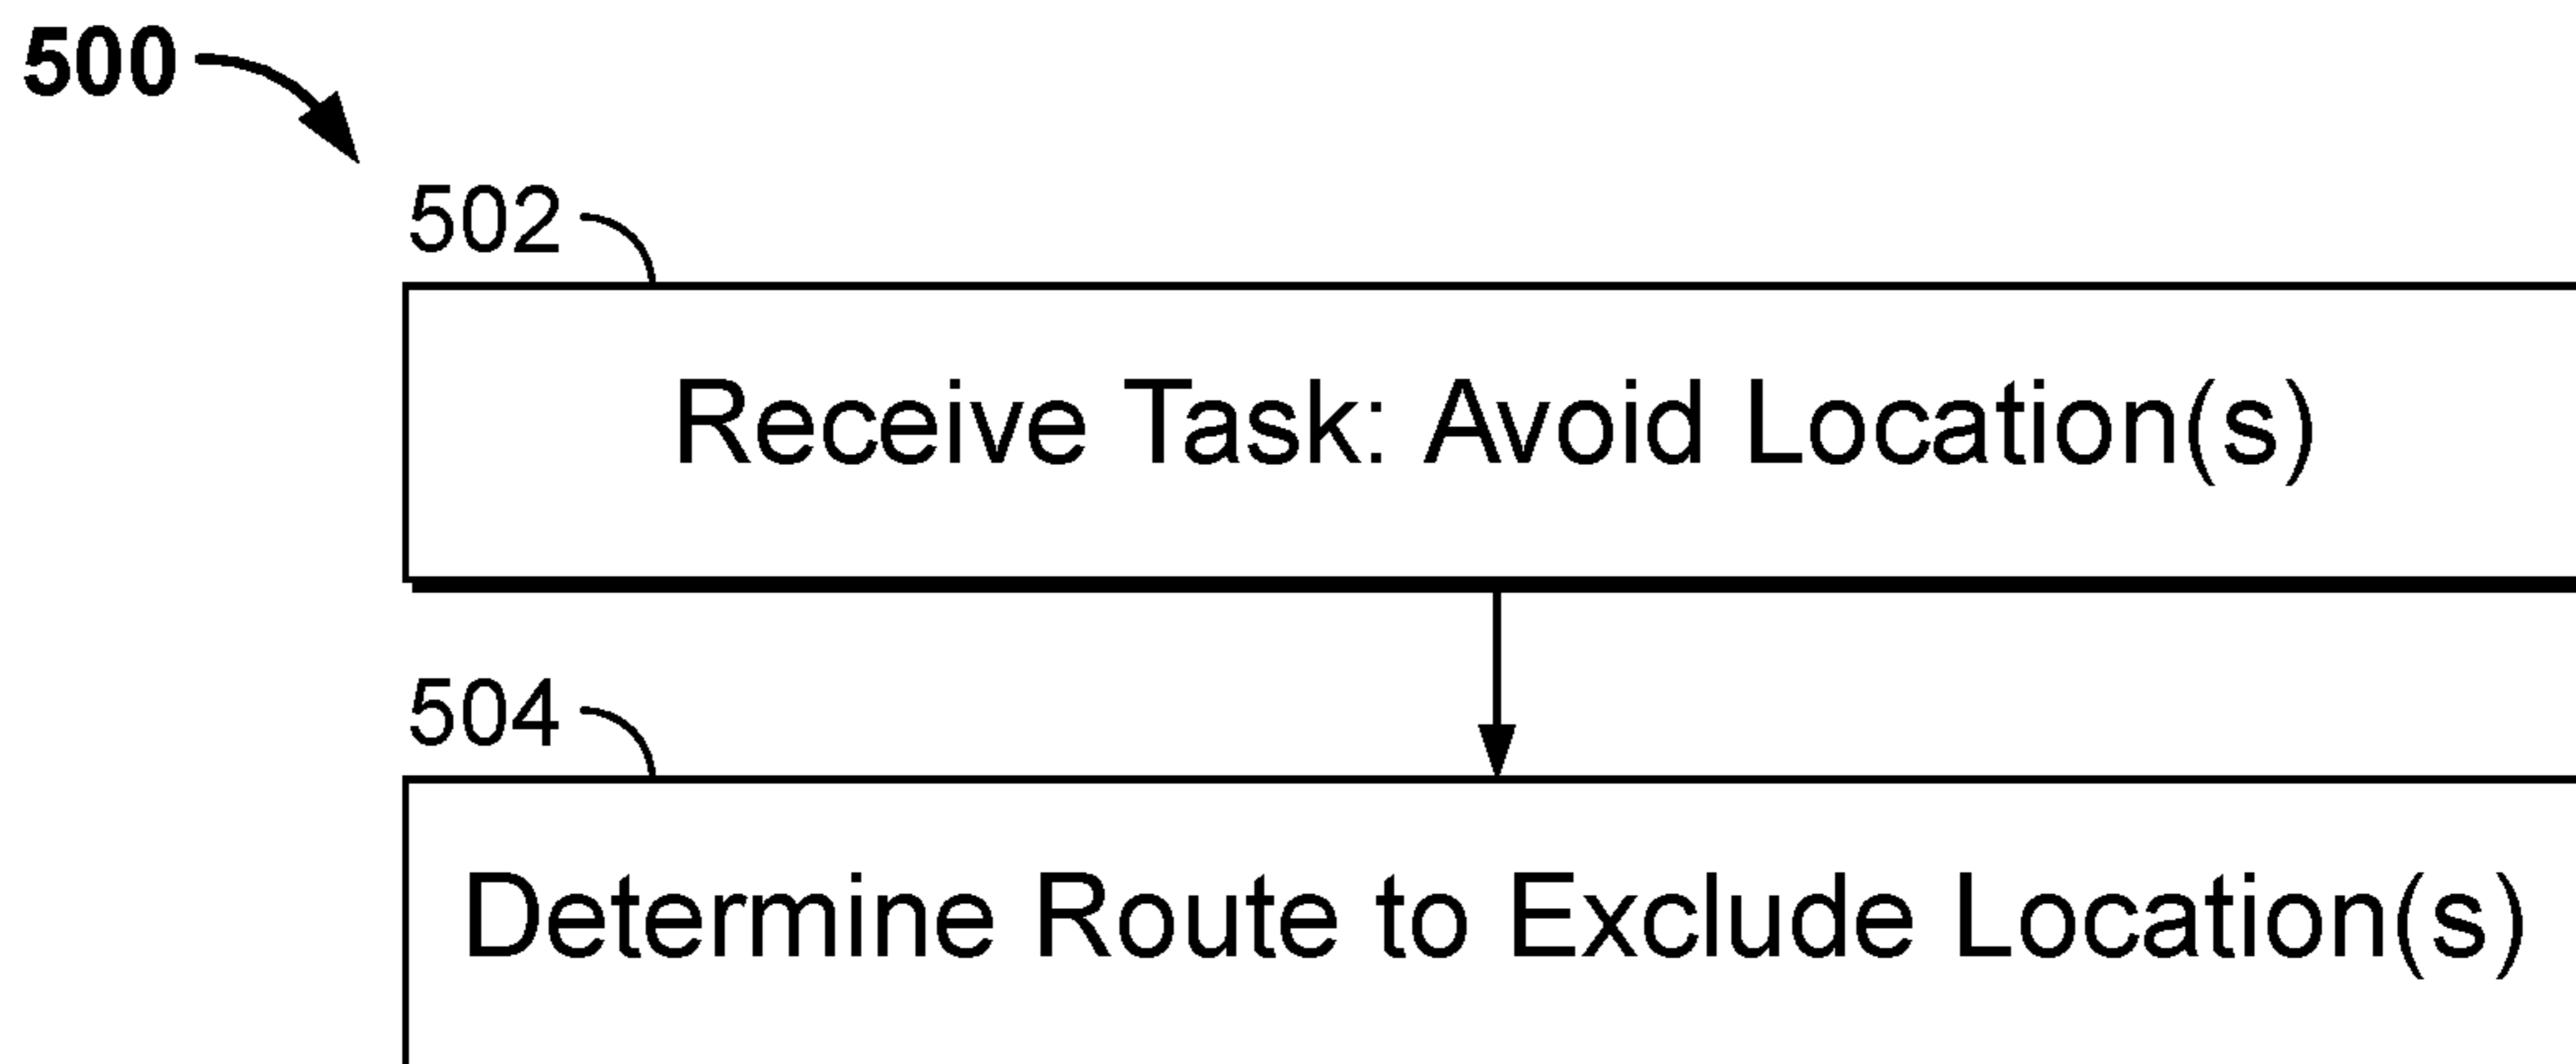 500
502
Receive Task: Avoid Location(s)
504
Determine Route to Exclude Location(s)